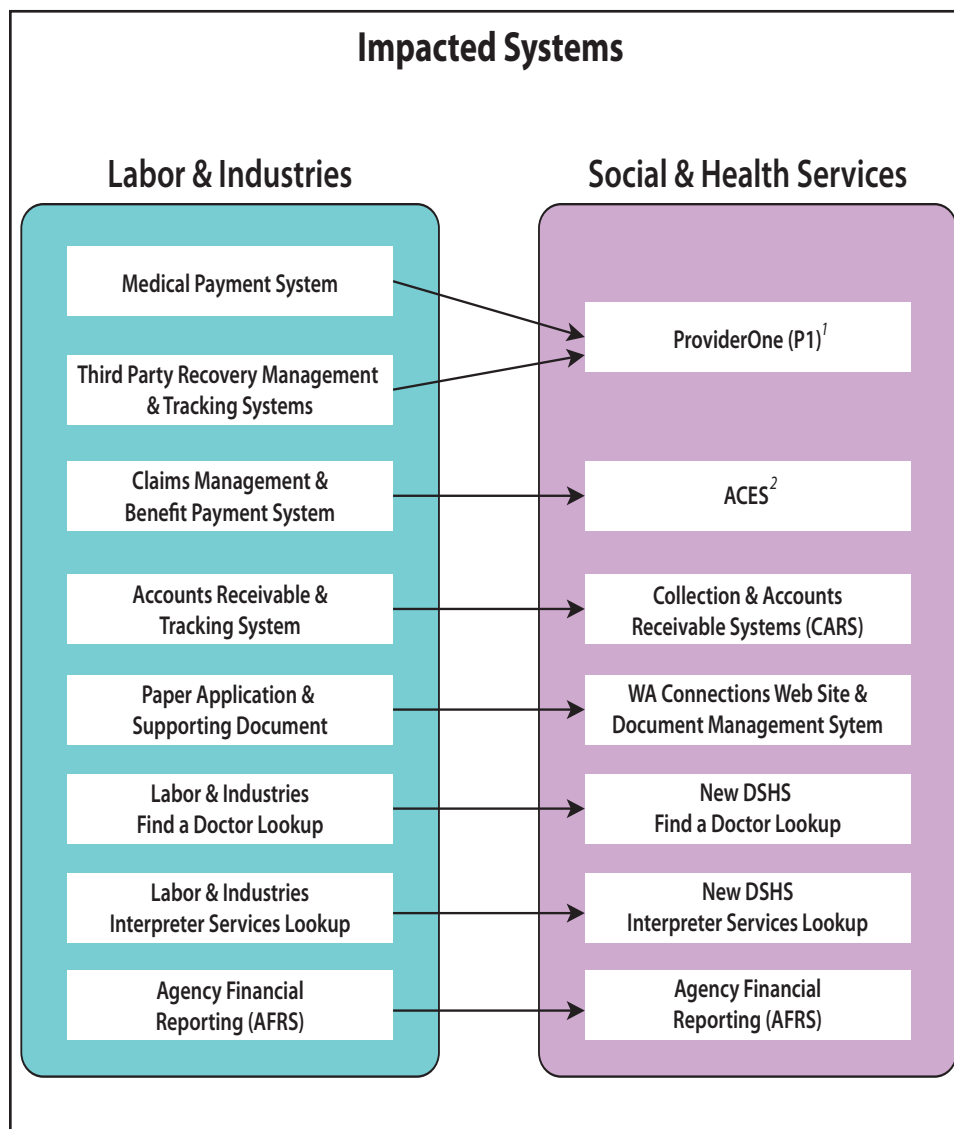 Impacted Systems
Labor & Industries
Social & Health Services
Medical Payment System
ProviderOne (P1)1
Third Party Recovery Management
& Tracking Systems
Claims Management &
Benefit Payment System
ACES2
Accounts Receivable &
Tracking System
Collection & Accounts
Receivable Systems (CARS)
Paper Application &
Supporting Document
WA Connections Web Site &
Document Management Sytem
Labor & Industries
Find a Doctor Lookup
New DSHS
Find a Doctor Lookup
Labor & Industries
Interpreter Services Lookup
New DSHS
Interpreter Services Lookup
Agency Financial
Reporting (AFRS)
Agency Financial
Reporting (AFRS)